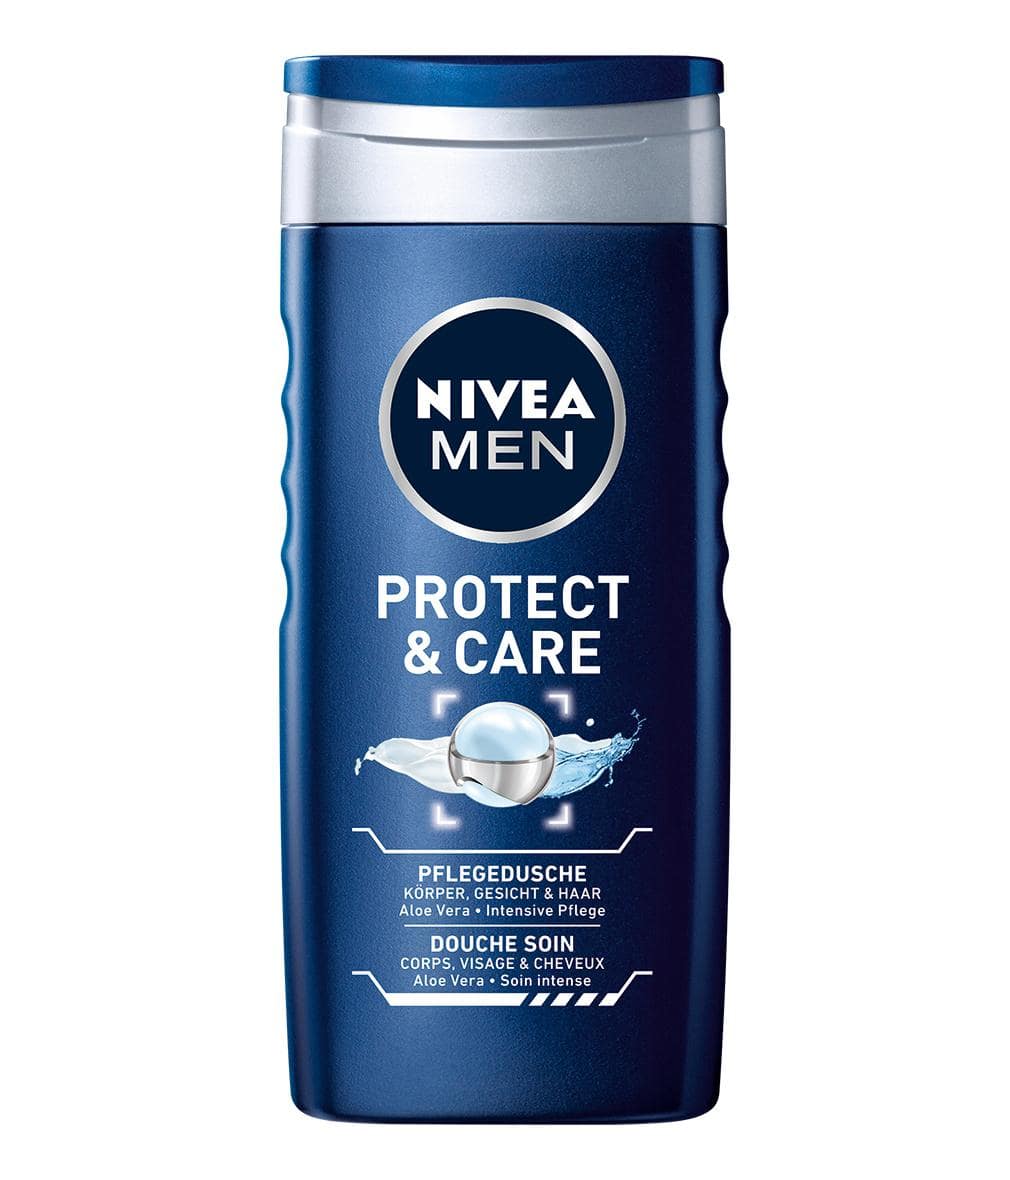 NIVEA
MEN
PROTECT
& CARE
PFLEGEDUSCHE
KÖRPER, GESICHT & HAAR
Aloe Vera • Intensive Pflege
DOUCHE SOIN
CORPS, VISAGE & CHEVEUX
Aloe Vera • Soin intense